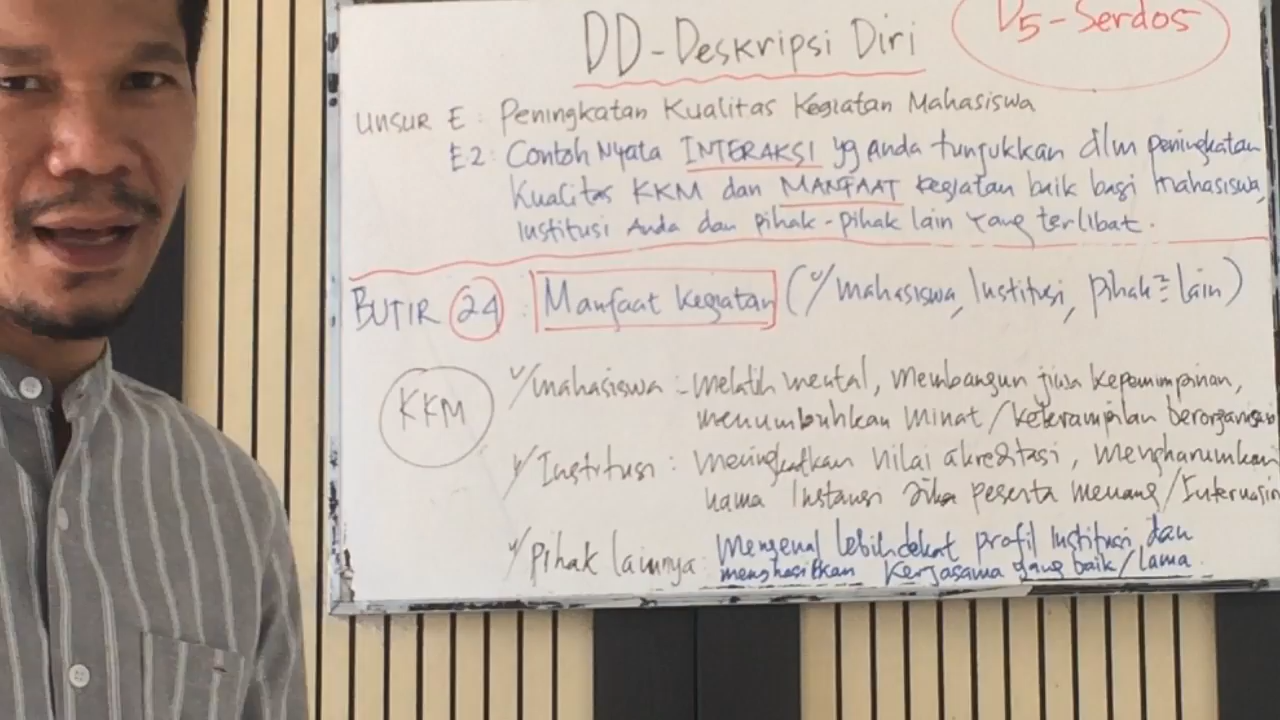 DD-Deskripsi Diri
D5-Serdos
UNSUR E : Peningkatan Kualitas Kegiatan Mahasiswa
E2: Contoh Nyata INTERAKSI yg anda tunjukkan dlm peningkatan
Kualitas KKM dan MANFAAT kegiatan baik bagi mahasiswa,
Institusi Anda dan pihak-pihak lain yang terlibat.
BUTIR 24 : Manfaat Kegiatan (u/mahasiswa, Institusi, pihak² lain)
KKM
u/mahasiswa : melatih mental, membangun jiwa kepemimpinan,
menumbuhkan minat/keterampilan berorganisasi
u/Institusi : meningkatkan nilai akreditasi, mengharumkan
nama Instansi jika peserta menang/
u/pihak lainnya : Mengenal lebih dekat profil Institusi dan
menghasilkan kerjasama yang baik/lama.